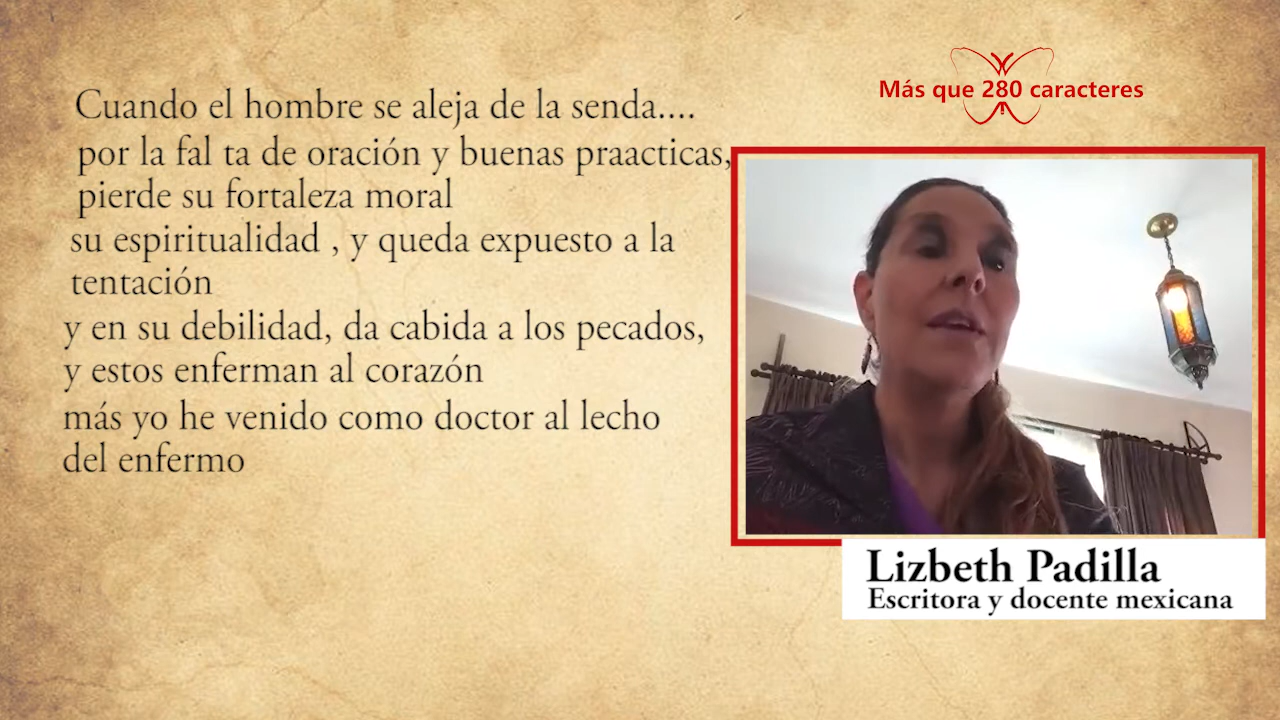 Cuando el hombre se aleja de la senda....
por la fal ta de oración y buenas praacticas,
pierde su fortaleza moral
su espiritualidad , y queda expuesto a la
tentación
y en su debilidad, da cabida a los pecados,
y estos enferman al corazón
más yo he venido como doctor al lecho
del enfermo
Más que 280 caracteres
Lizbeth Padilla
Escritora y docente mexicana